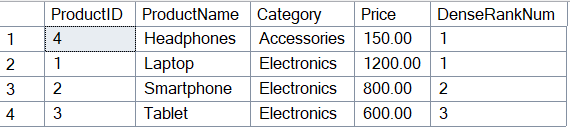 ProductID ProductName Category Price DenseRankNum
1 4 Headphones Accessories 150.00 1
2 1 Laptop Electronics 1200.00 1
3 2 Smartphone Electronics 800.00 2
4 3 Tablet Electronics 600.00 3